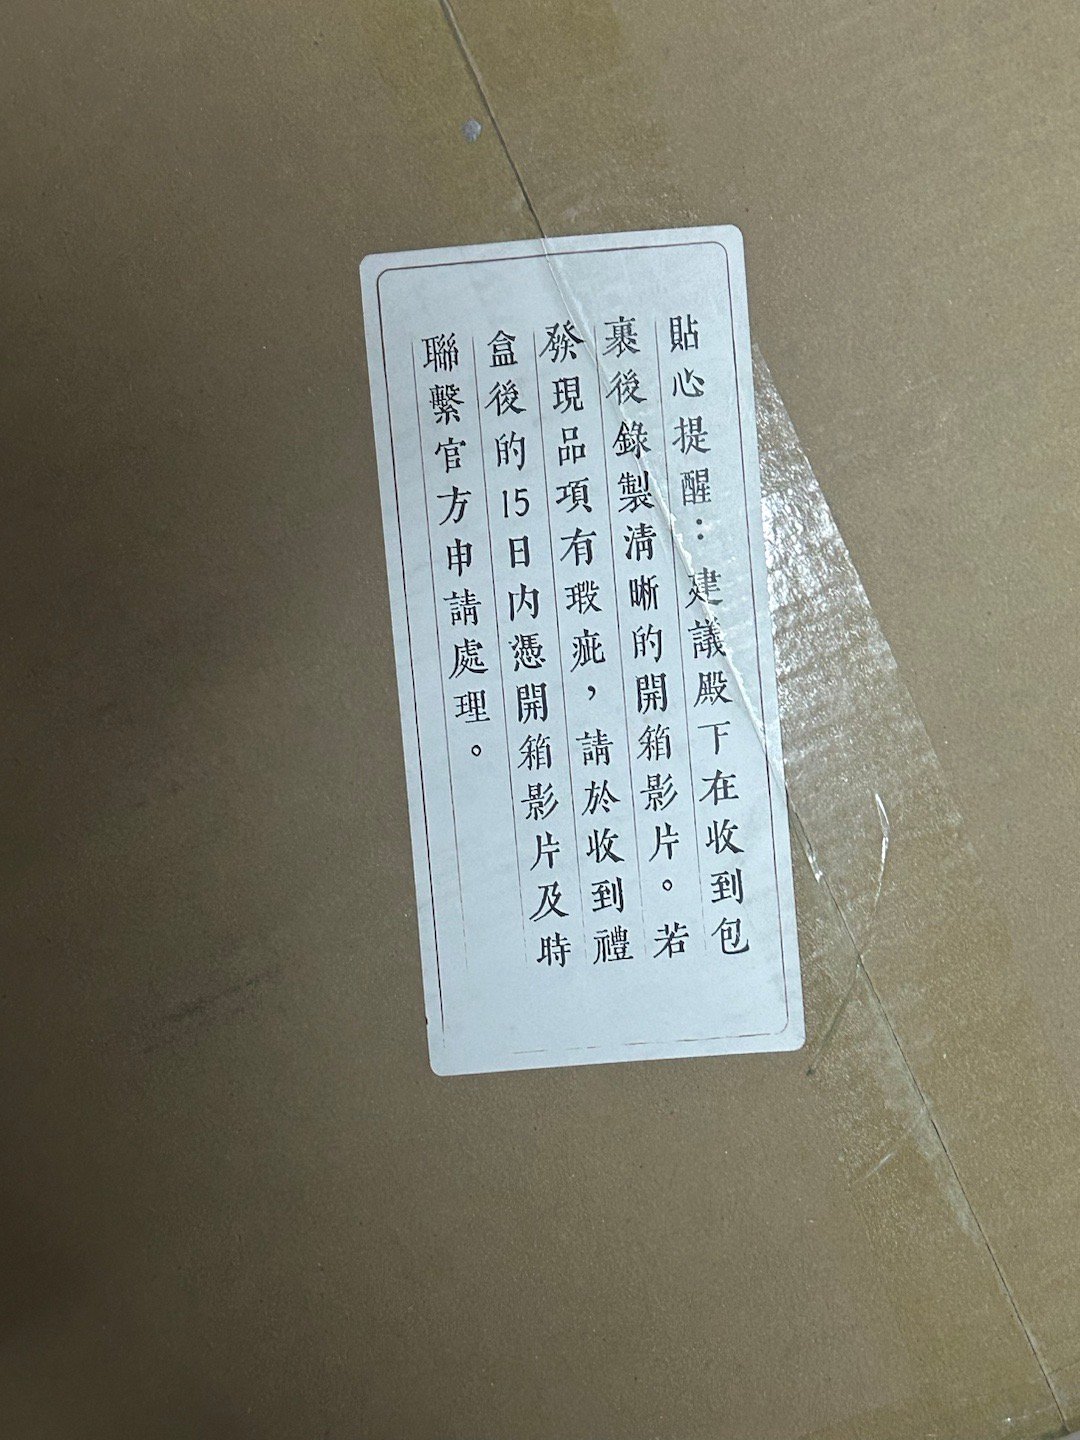 貼心提醒：建議殿下在收到包
裹後錄製清晰的開箱影片。若
發現品項有瑕疵，請於收到禮
盒後的15日內憑開箱影片及時
聯繫官方申請處理。